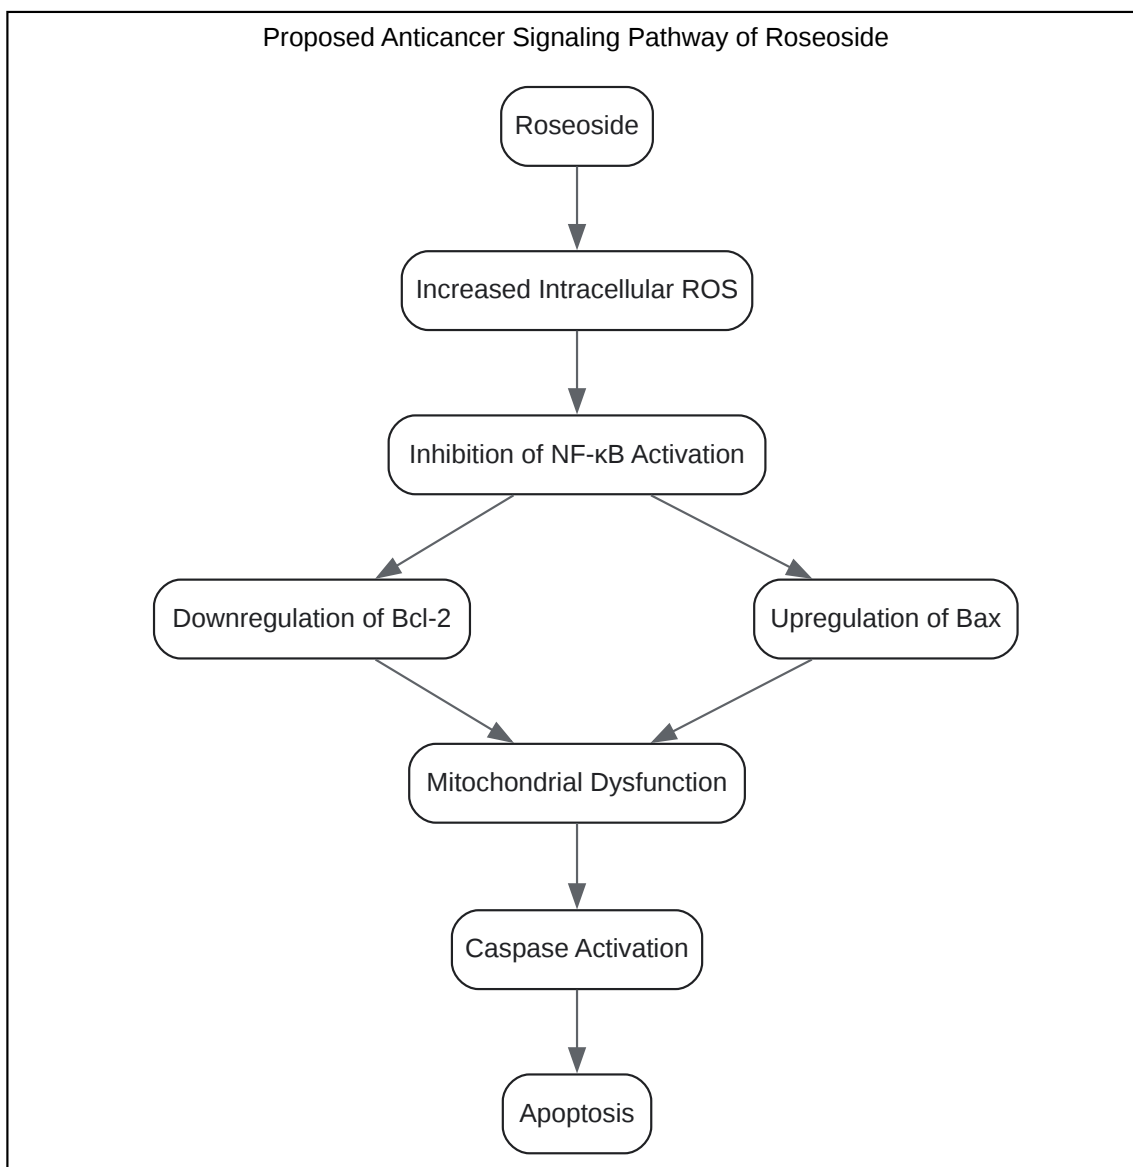 Proposed Anticancer Signaling Pathway of Roseoside
Roseoside
Increased Intracellular ROS
Inhibition of NF-κB Activation
Downregulation of Bcl-2
Upregulation of Bax
Mitochondrial Dysfunction
Caspase Activation
Apoptosis